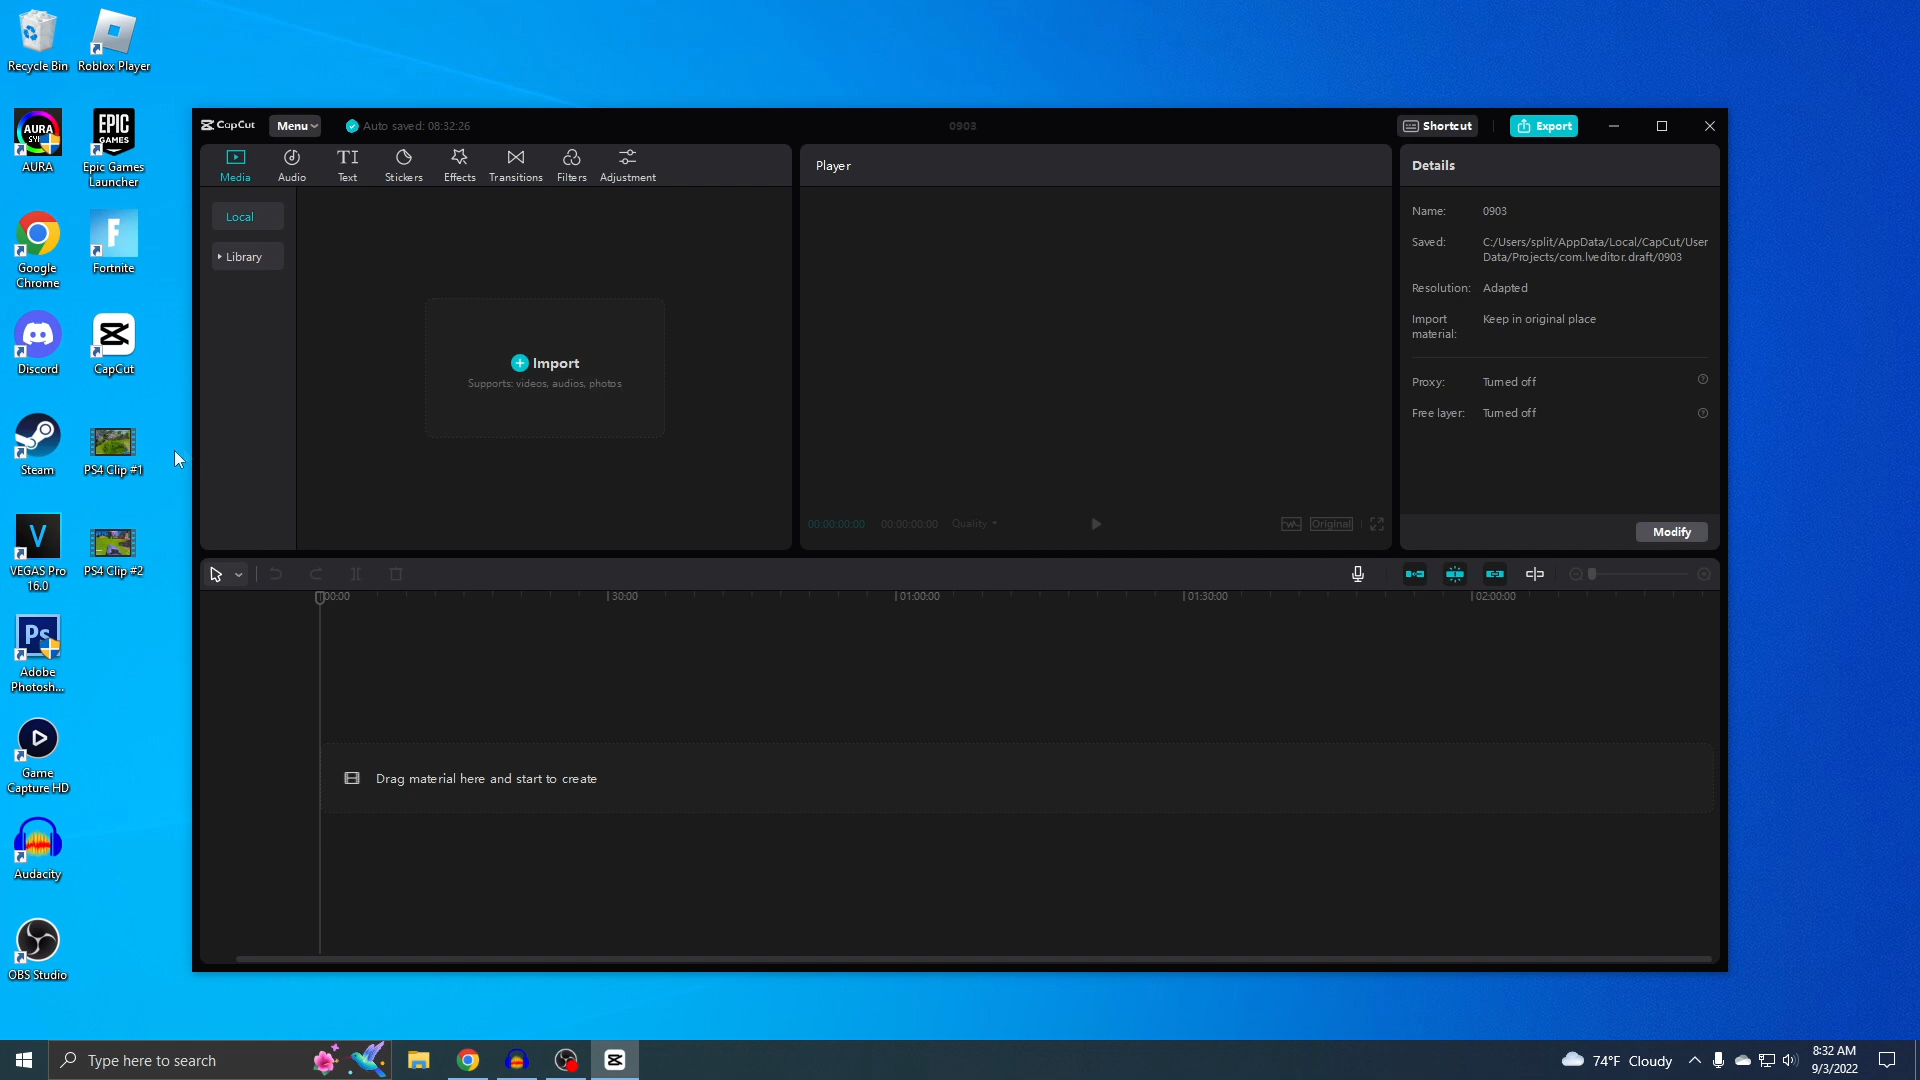 Recycle Bin
Roblox Player
AURA
SYNC
AURA
EPIC
GAMES
Epic Games
Launcher
Google
Chrome
Fortnite
Discord
CapCut
Steam
PS4 Clip #1
V
VEGAS Pro
16.0
PS4 Clip #2
Ps
Adobe
Photosh...
Game
Capture HD
Audacity
OBS Studio
CapCut
Menu
Auto saved: 08:32:26
0903
Shortcut
Export
Media
Audio
TI
Text
Stickers
Effects
Transitions
Filters
Adjustment
Local
Library
Import
Supports: videos, audios, photos
Player
00:00:00:00
00:00:00:00
Quality
Original
Details
Name: 0903
Saved: C:/Users/split/AppData/Local/CapCut/User
Data/Projects/com.lveditor.draft/0903
Resolution: Adapted
Import Keep in original place
material:
Proxy: Turned off
Free layer: Turned off
Modify
00:00
30:00
01:00:00
01:30:00
02:00:00
Drag material here and start to create
Type here to search
74°F Cloudy
8:32 AM
9/3/2022